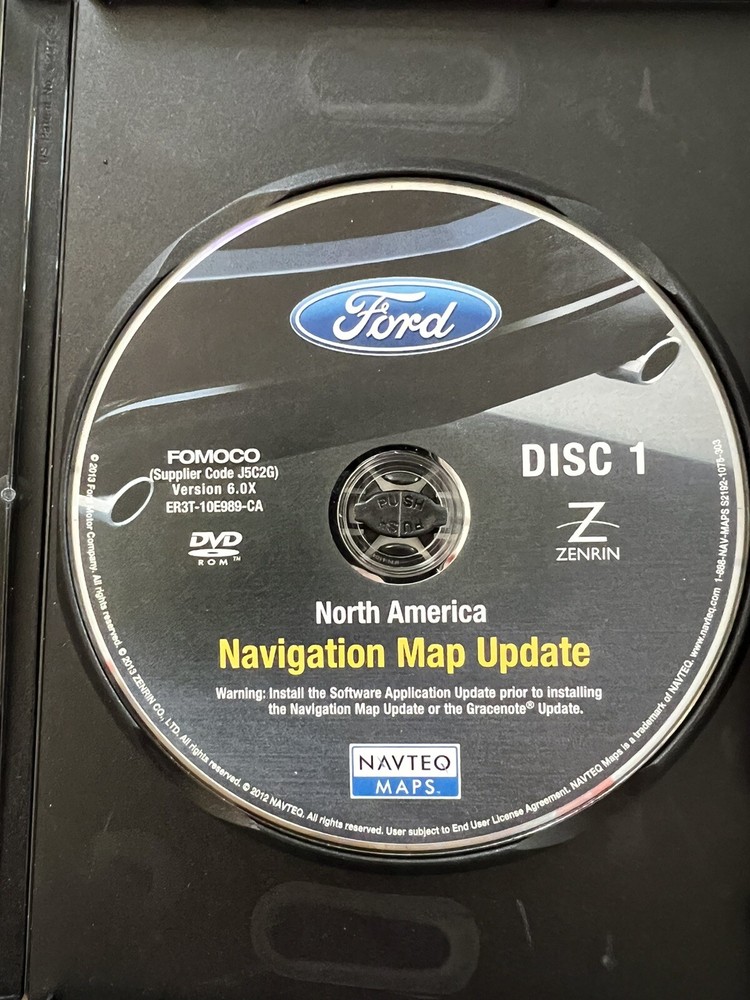 Ford
FOMOCO
(Supplier Code J5C2G)
Version 6.0X
ER3T-10E989-CA
DVD
ROM™
DISC 1
ZENRIN
PUSH
PUSH
North America
Navigation Map Update
Warning: Install the Software Application Update prior to installing
the Navigation Map Update or the Gracenote® Update.
NAVTEQ
MAPS™
© 2013 Ford Motor Company. All rights reserved. © 2013 ZENRIN CO., LTD. All rights reserved. © 2012 NAVTEQ. All rights reserved. User subject to End User License Agreement. NAVTEQ Maps is a trademark of NAVTEQ. www.navteq.com 1-888-NAV-MAPS S2192-1075-303